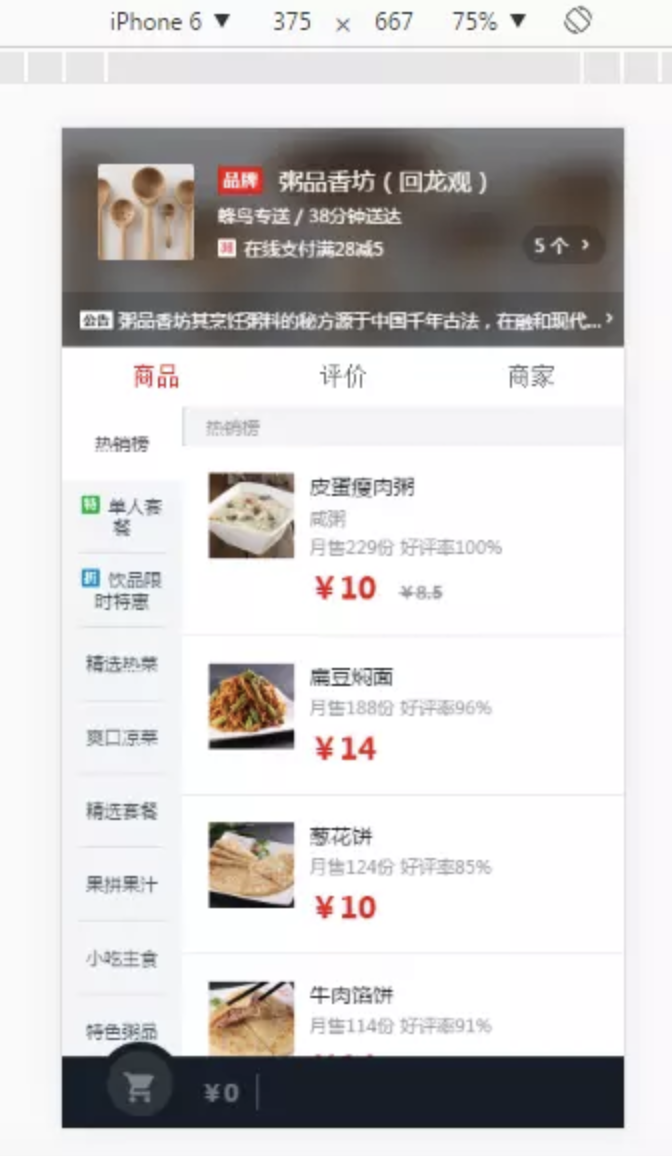 iPhone 6 ▼ 375 × 667 75% ▼
品牌 粥品香坊（回龙观）
蜂鸟专送 / 38分钟送达
减 在线支付满28减5
5个 >
公告 粥品香坊其烹饪粥料的秘方源于中国千年古法，在融和现代... >
商品 评价 商家
热销榜
特 单人套
餐
折 饮品限
时特惠
精选热菜
爽口凉菜
精选套餐
果拼果汁
小吃主食
特色粥品
热销榜
皮蛋瘦肉粥
咸粥
月售229份 好评率100%
￥10 ￥8.5
扁豆焖面
月售188份 好评率96%
￥14
葱花饼
月售124份 好评率85%
￥10
牛肉馅饼
月售114份 好评率91%
￥0